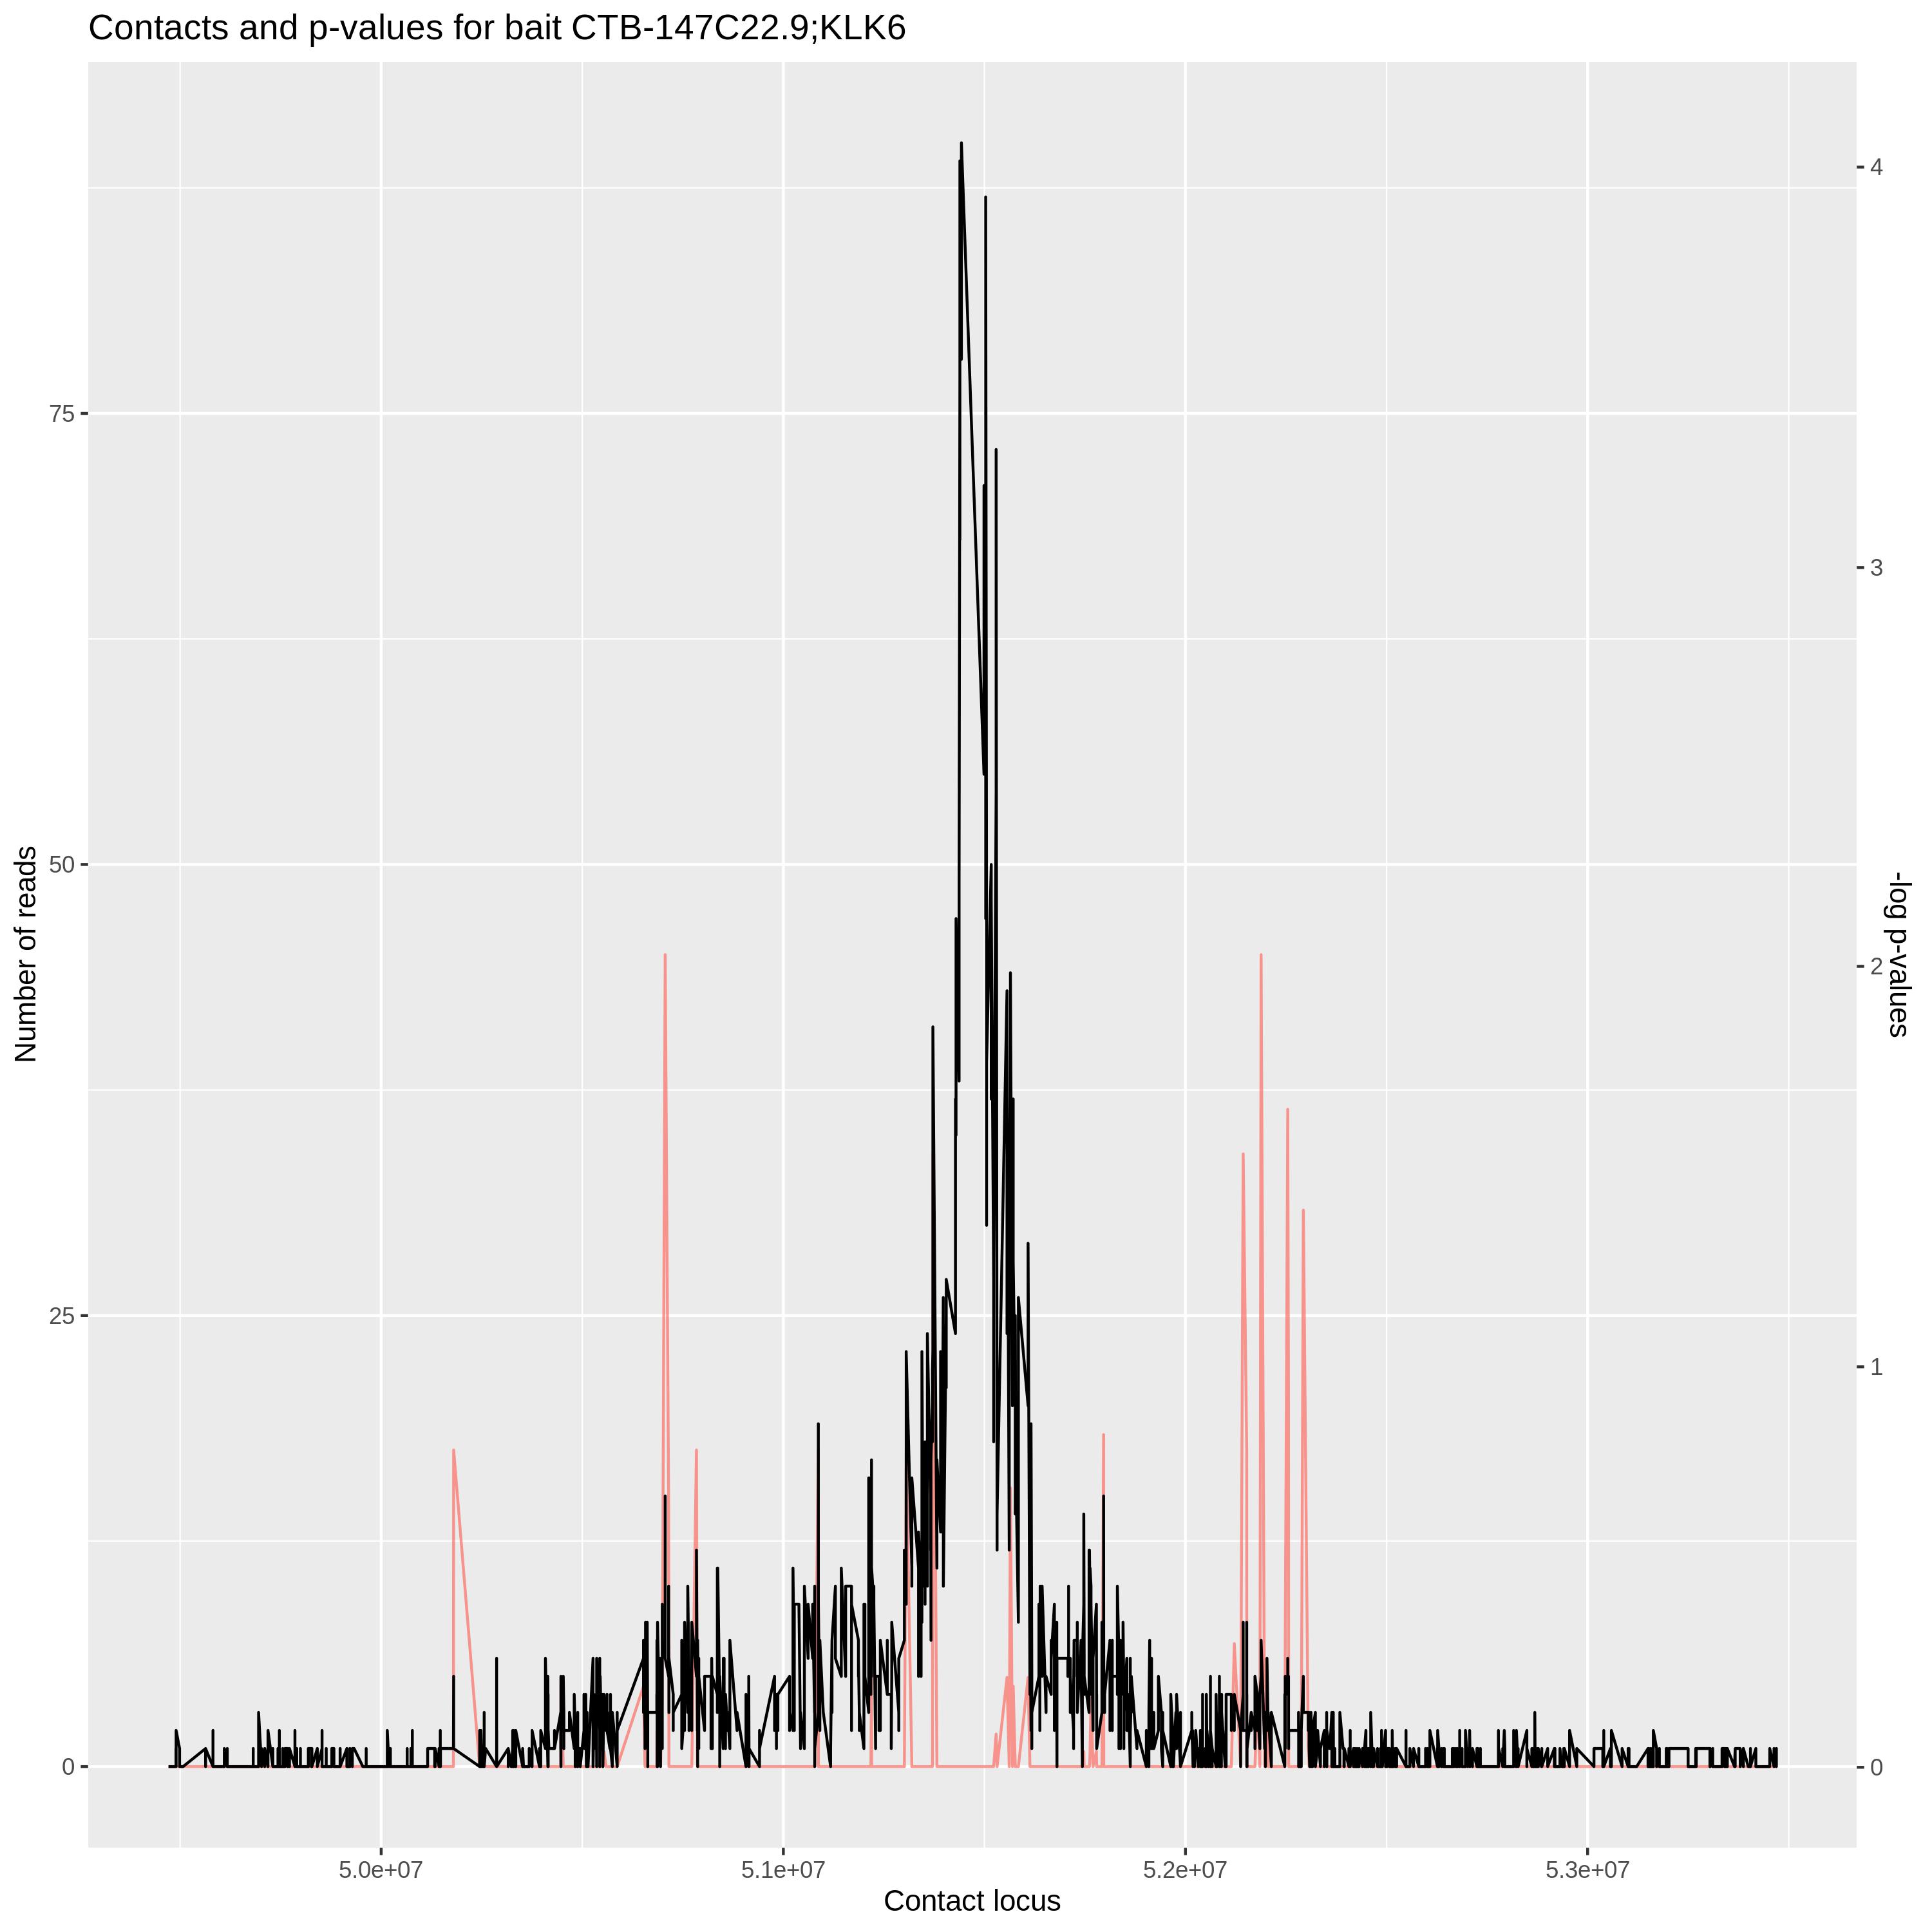 Contacts and p-values for bait CTB-147C22.9;KLK6
Number of reads
75
50
25
0
4
3
2
1
0
-log p-values
5.0e+07
5.1e+07
5.2e+07
5.3e+07
Contact locus